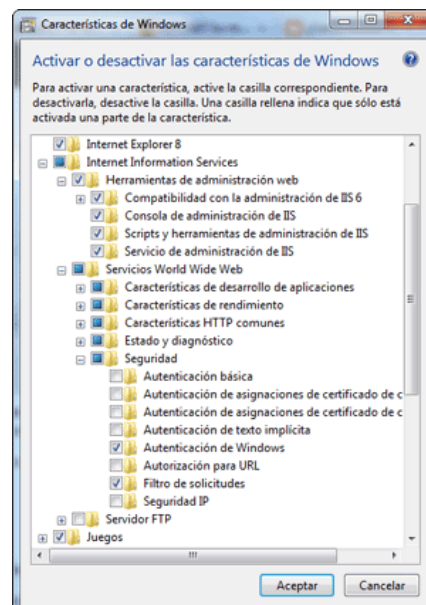 Características de Windows
Activar o desactivar las características de Windows
Para activar una característica, active la casilla correspondiente. Para
desactivarla, desactive la casilla. Una casilla rellena indica que sólo está
activada una parte de la característica.
Internet Explorer 8
Internet Information Services
Herramientas de administración web
Compatibilidad con la administración de IIS 6
Consola de administración de IIS
Scripts y herramientas de administración de IIS
Servicio de administración de IIS
Servicios World Wide Web
Características de desarrollo de aplicaciones
Características de rendimiento
Características HTTP comunes
Estado y diagnóstico
Seguridad
Autenticación básica
Autenticación de asignaciones de certificado de c
Autenticación de asignaciones de certificado de c
Autenticación de texto implícita
Autenticación de Windows
Autorización para URL
Filtro de solicitudes
Seguridad IP
Servidor FTP
Juegos
Aceptar Cancelar